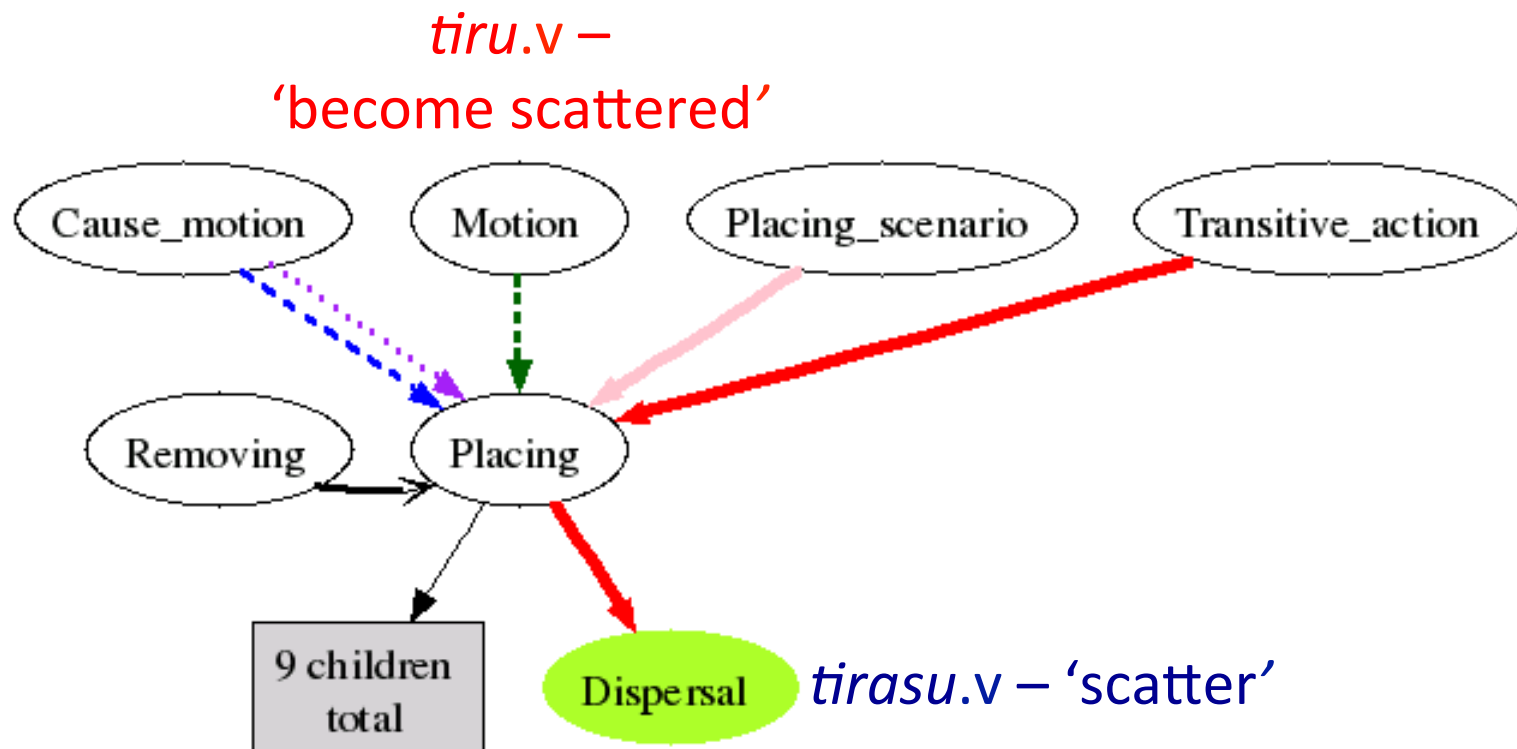 tiru.v –
‘become scattered’
Cause_motion
Motion
Placing_scenario
Transitive_action
Removing
Placing
9 children
total
Dispersal
tirasu.v – ‘scatter’